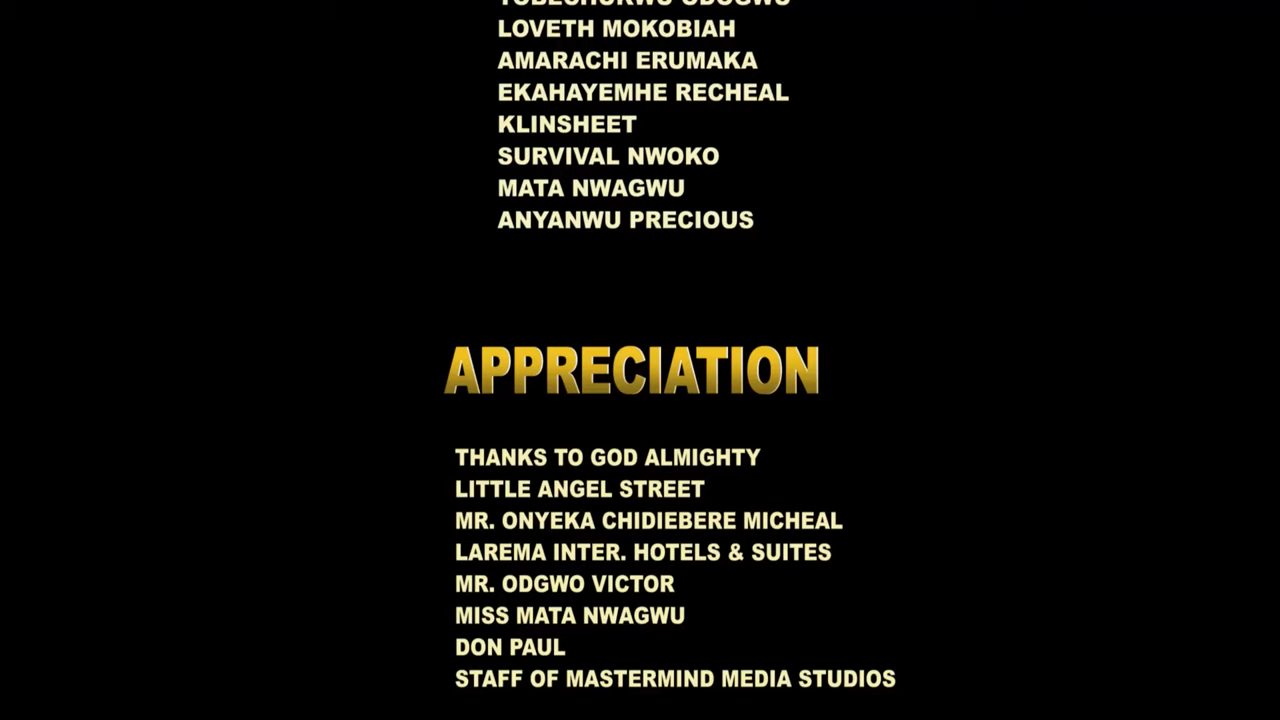 LOVETH MOKOBIAH
AMARACHI ERUMAKA
EKAHAYEMHE RECHEAL
KLINSHEET
SURVIVAL NWOKO
MATA NWAGWU
ANYANWU PRECIOUS
APPRECIATION
THANKS TO GOD ALMIGHTY
LITTLE ANGEL STREET
MR. ONYEKA CHIDIEBERE MICHEAL
LAREMA INTER. HOTELS & SUITES
MR. ODGWO VICTOR
MISS MATA NWAGWU
DON PAUL
STAFF OF MASTERMIND MEDIA STUDIOS